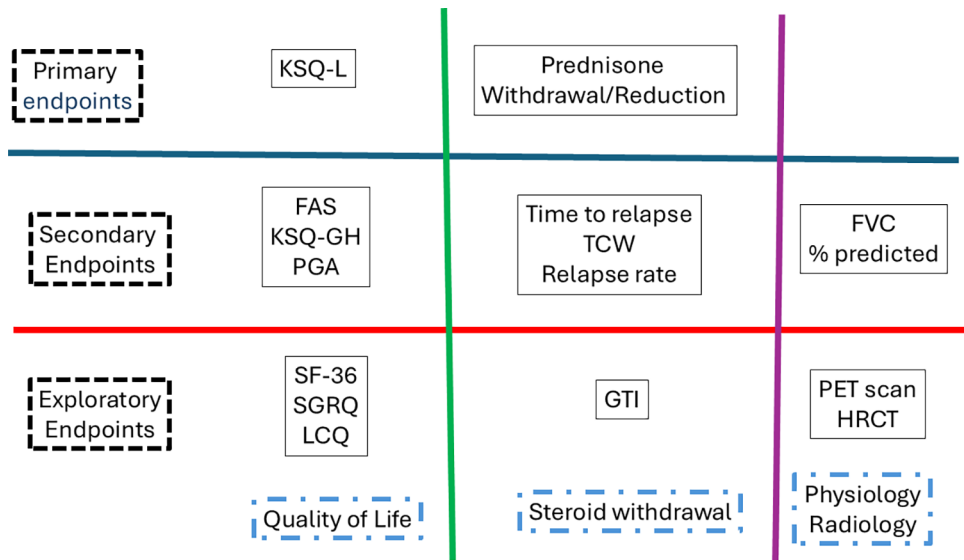 Primary
endpoints
KSQ-L
Prednisone
Withdrawal/Reduction
Secondary
Endpoints
FAS
KSQ-GH
PGA
Time to relapse
TCW
Relapse rate
FVC
% predicted
Exploratory
Endpoints
SF-36
SGRQ
LCQ
GTI
PET scan
HRCT
Quality of Life
Steroid withdrawal
Physiology
Radiology